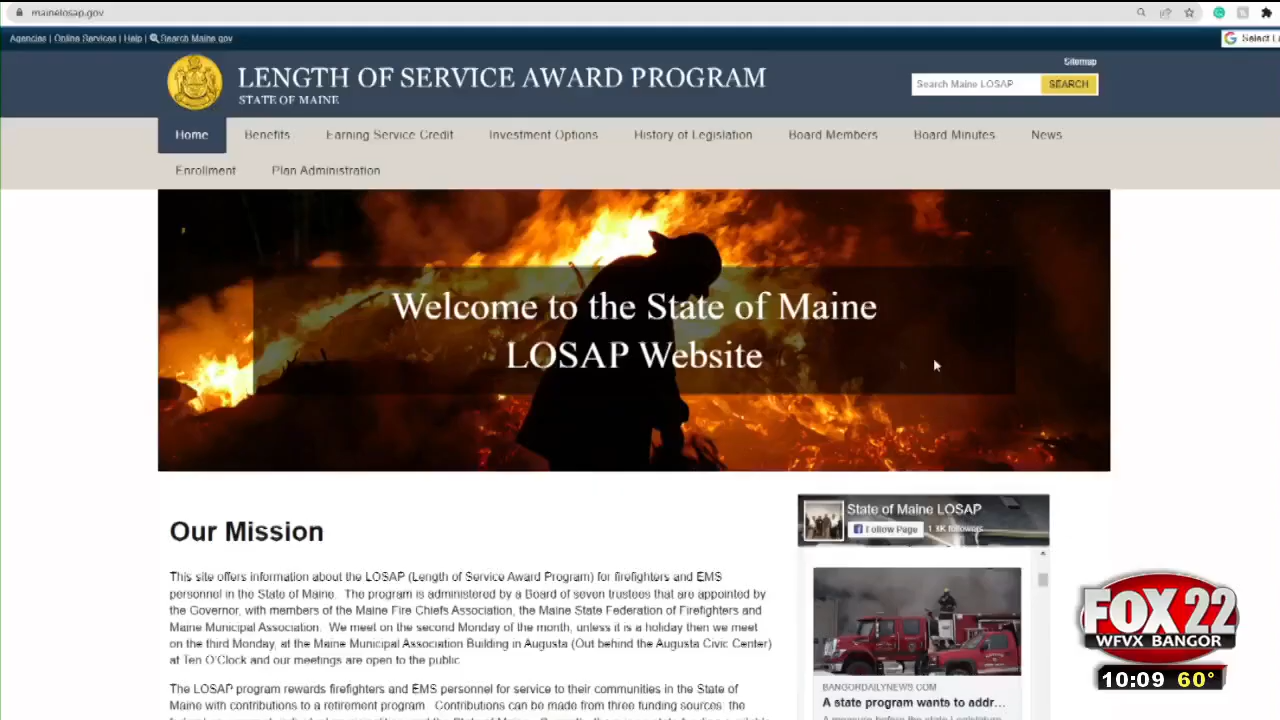 mainelosap.gov
Agencies | Online Services | Help | Search Maine.gov
Select
LENGTH OF SERVICE AWARD PROGRAM
STATE OF MAINE
Sitemap
Search Maine LOSAP SEARCH
Home Benefits Earning Service Credit Investment Options History of Legislation Board Members Board Minutes News
Enrollment Plan Administration
Welcome to the State of Maine
LOSAP Website
Our Mission
This site offers information about the LOSAP (Length of Service Award Program) for firefighters and EMS
personnel in the State of Maine. The program is administered by a Board of seven trustees that are appointed by
the Governor, with members of the Maine Fire Chiefs Association, the Maine State Federation of Firefighters and
Maine Municipal Association. We meet on the second Monday of the month, unless it is a holiday then we meet
on the third Monday, at the Maine Municipal Association Building in Augusta (Out behind the Augusta Civic Center)
at Ten O'Clock and our meetings are open to the public
The LOSAP program rewards firefighters and EMS personnel for service to their communities in the State of
Maine with contributions to a retirement program. Contributions can be made from three funding sources: the
State of Maine LOSAP
Follow Page 1.3K followers
BANGORDAILYNEWS.COM
A state program wants to addr...
A measure before the state Legislature
FOX 22
WFVX BANGOR
10:09 60°